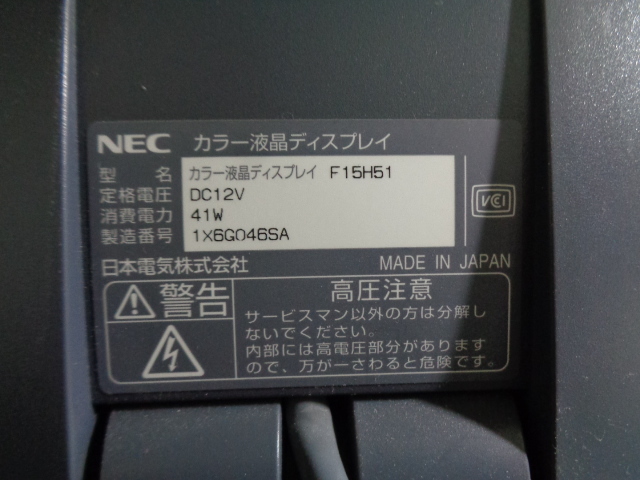 NEC カラー液晶ディスプレイ
型 名 カラー液晶ディスプレイ F15H51
定格電圧 DC12V
消費電力 41W
製造番号 1X6G046SA
VCI
日本電気株式会社 MADE IN JAPAN
警告
高圧注意
サービスマン以外の方は分解し
ないでください。
内部には高電圧部分があります
ので、万が一さわると危険です。